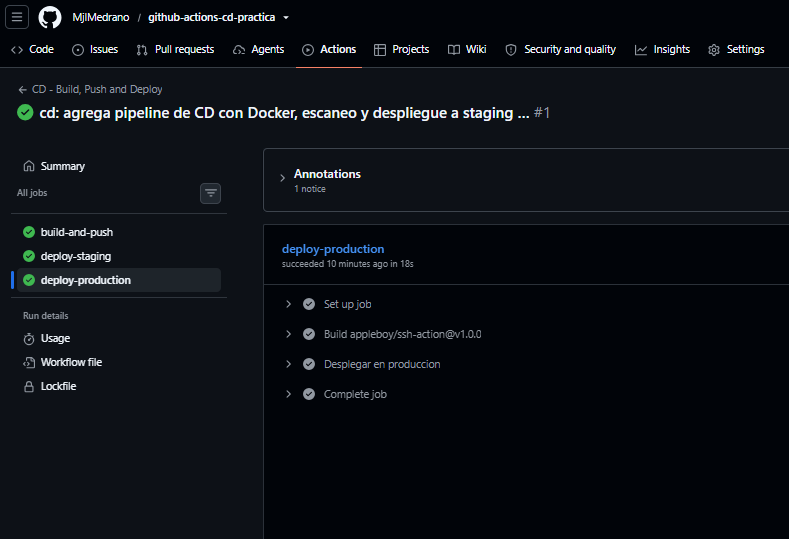 MjlMedrano / github-actions-cd-practica
Code Issues Pull requests Agents Actions Projects Wiki Security and quality Insights Settings
CD - Build, Push and Deploy
cd: agrega pipeline de CD con Docker, escaneo y despliegue a staging ... #1
Summary
All jobs
build-and-push
deploy-staging
deploy-production
Run details
Usage
Workflow file
Lockfile
Annotations
1 notice
deploy-production
succeeded 10 minutes ago in 18s
Set up job
Build appleboy/ssh-action@v1.0.0
Desplegar en produccion
Complete job